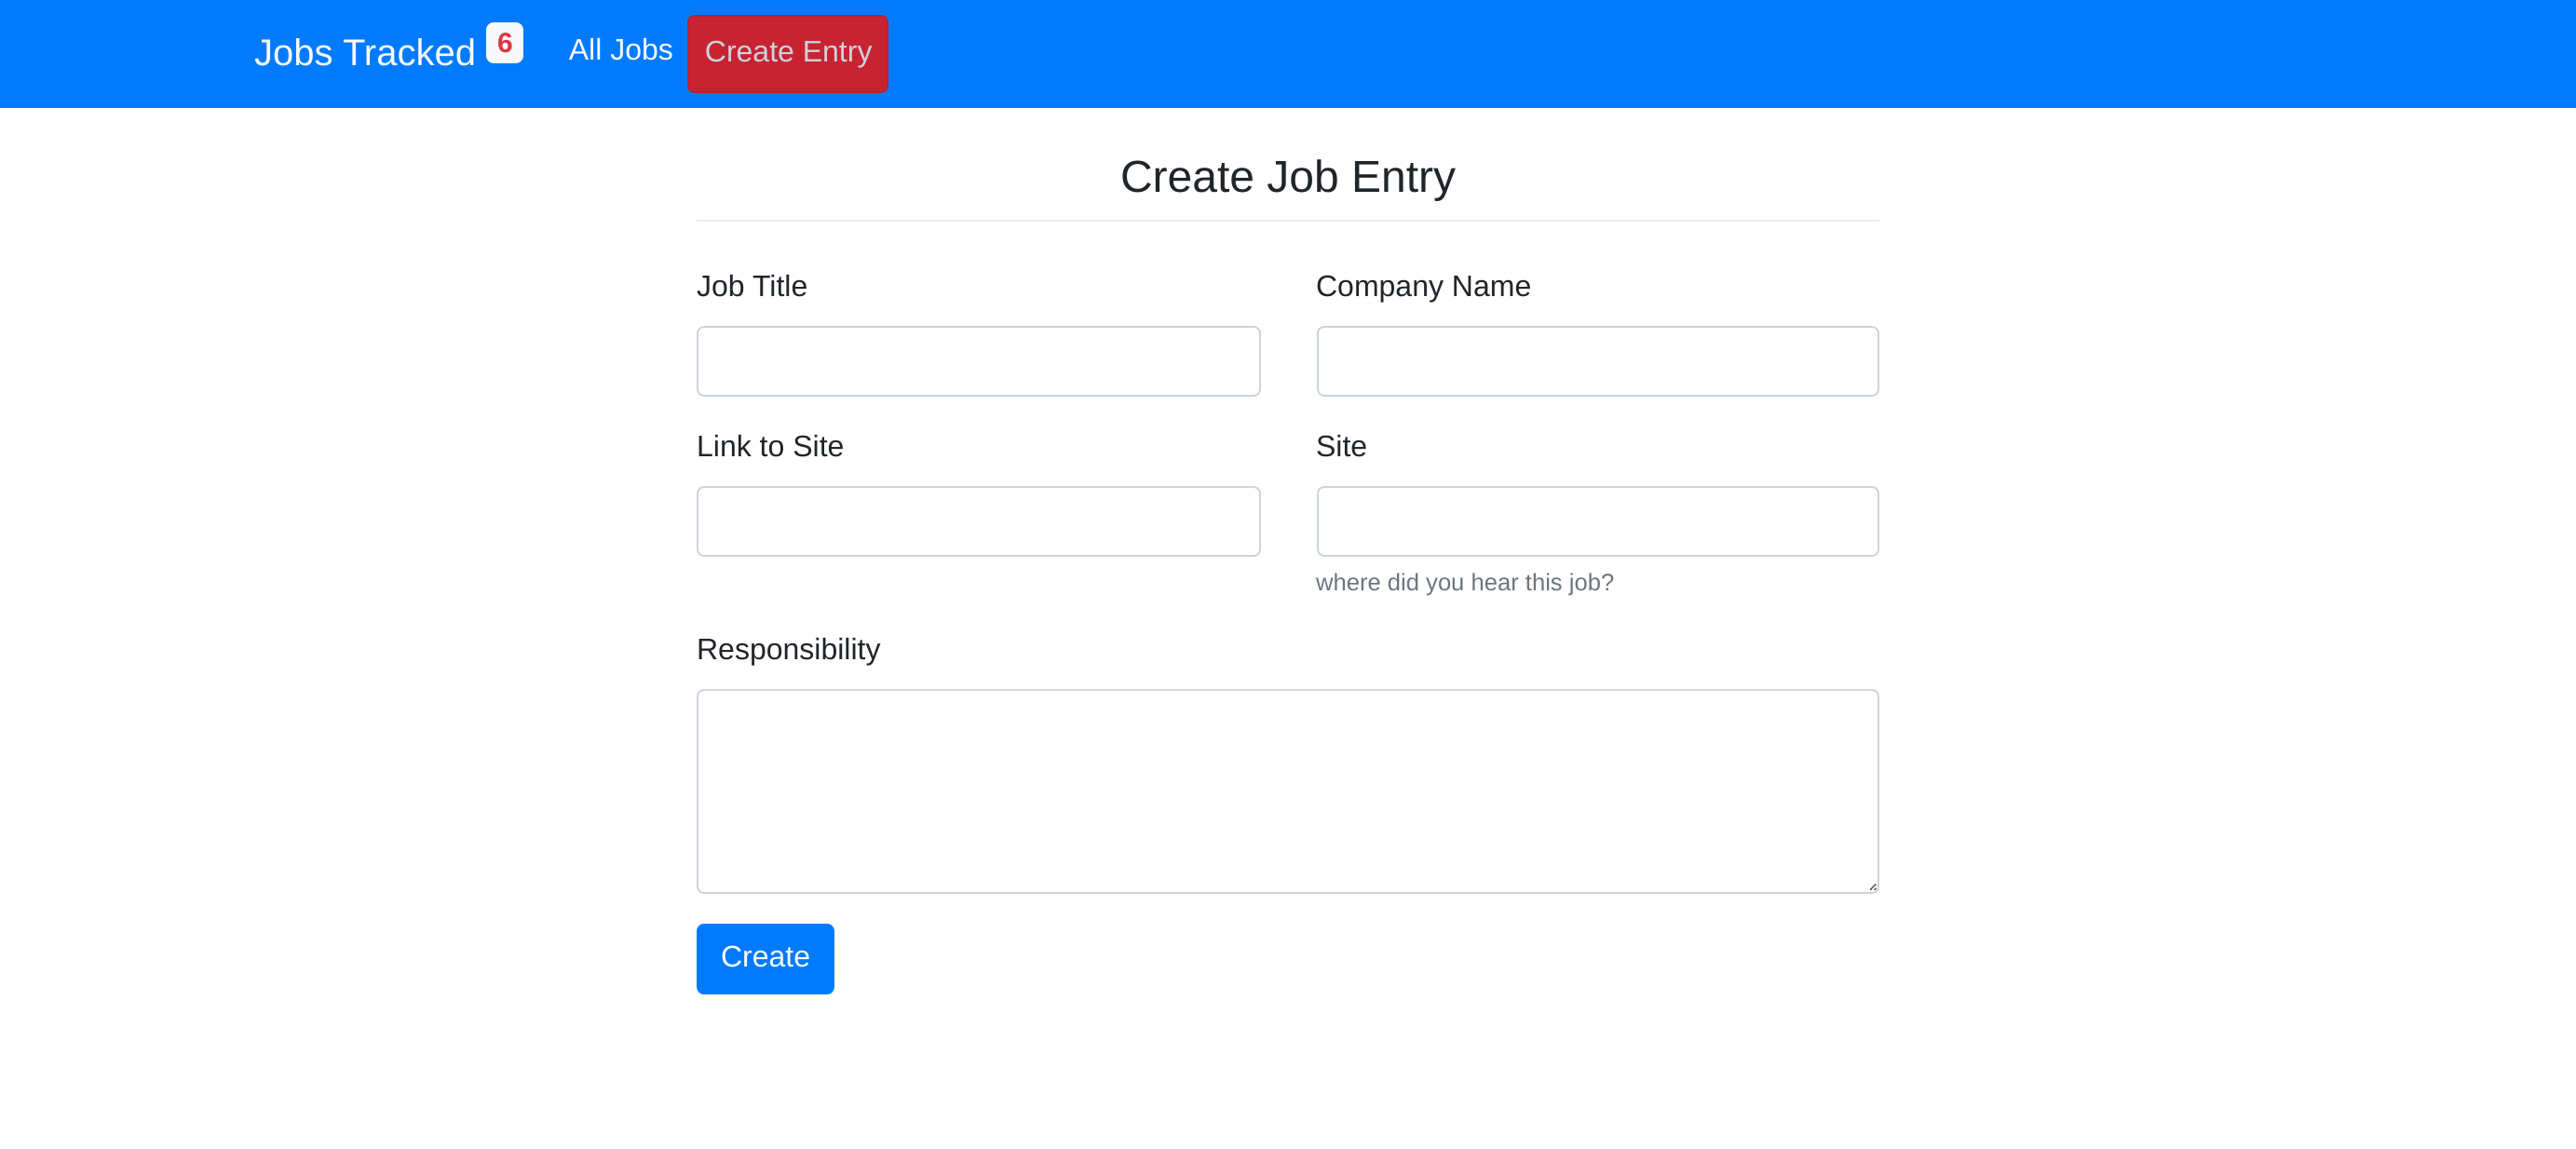 Jobs Tracked 6 All Jobs Create Entry
Create Job Entry
Job Title Company Name
Link to Site Site
where did you hear this job?
Responsibility
Create